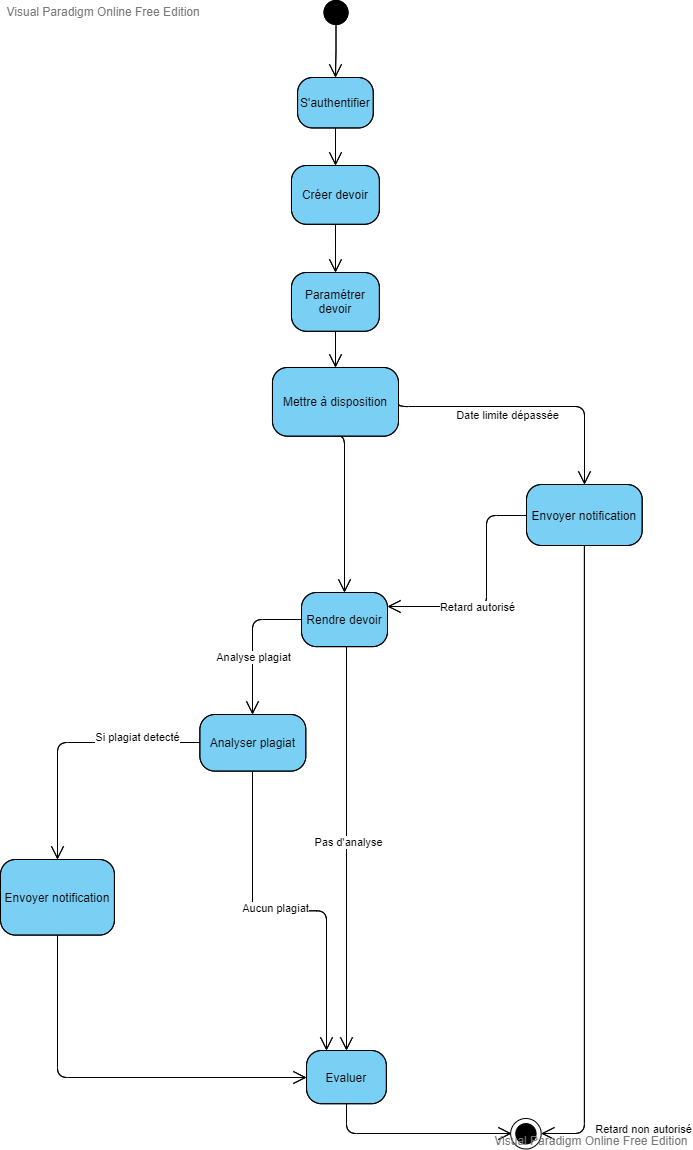 Visual Paradigm Online Free Edition
S'authentifier
Créer devoir
Paramétrer
devoir
Mettre à disposition
Date limite dépassée
Envoyer notification
Retard autorisé
Rendre devoir
Analyse plagiat
Si plagiat detecté
Analyser plagiat
Pas d'analyse
Envoyer notification
Aucun plagiat
Evaluer
Retard non autorisé
Visual Paradigm Online Free Edition